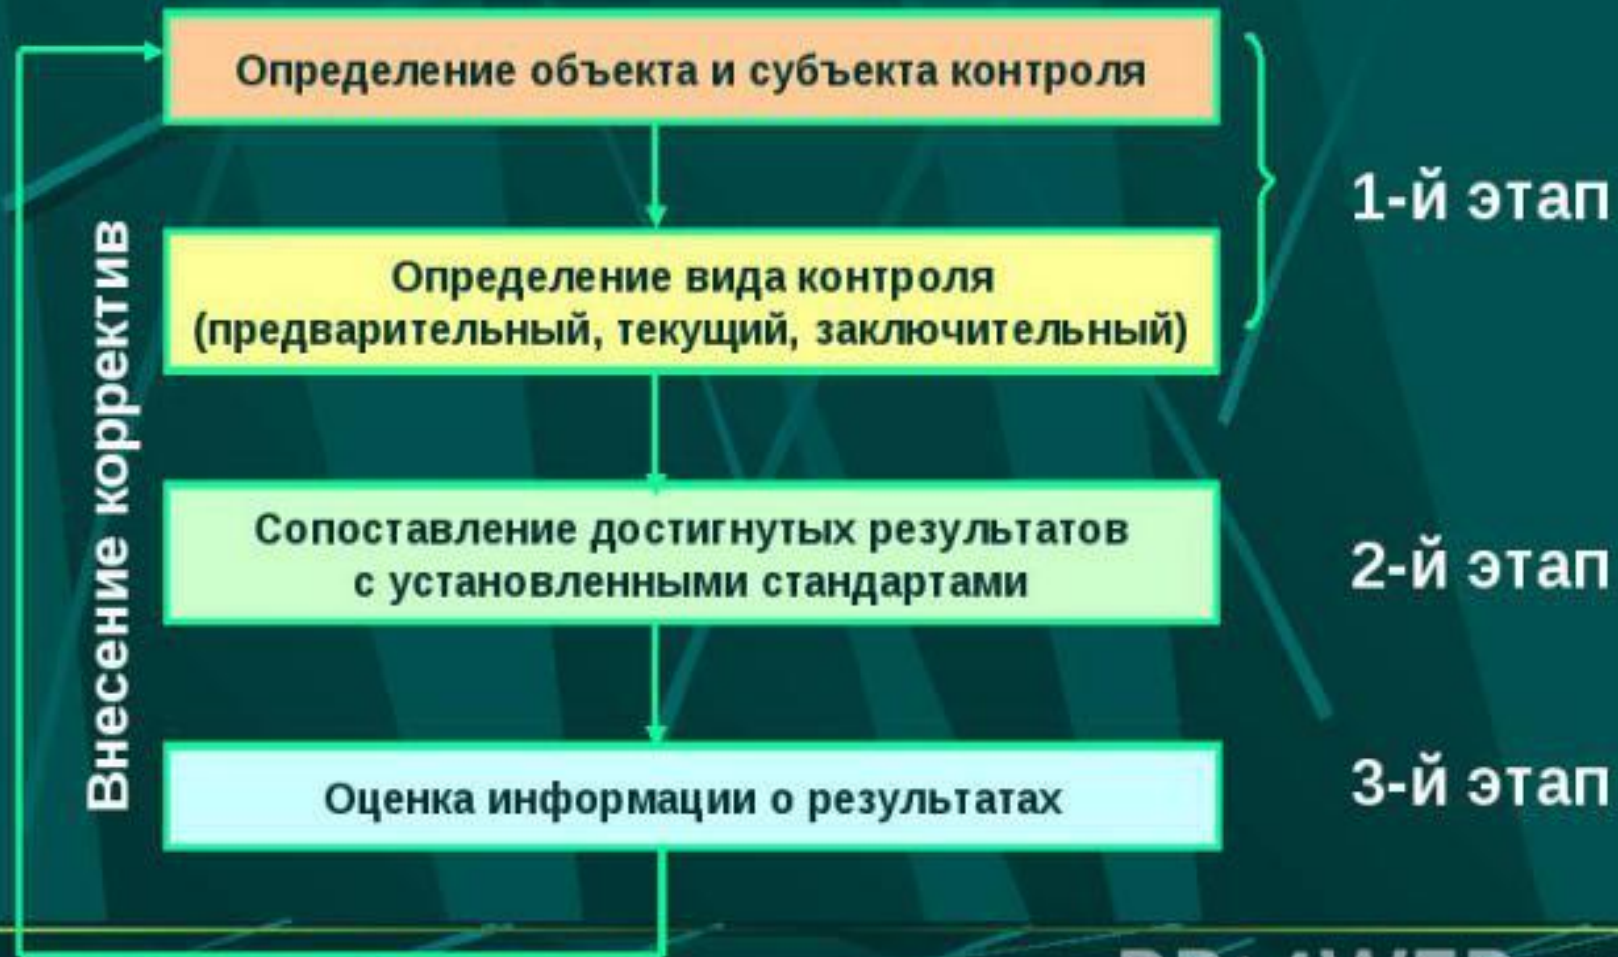 Определение объекта и субъекта контроля
1-й этап
Определение вида контроля
(предварительный, текущий, заключительный)
Внесение корректив
Сопоставление достигнутых результатов
с установленными стандартами
2-й этап
Оценка информации о результатах
3-й этап